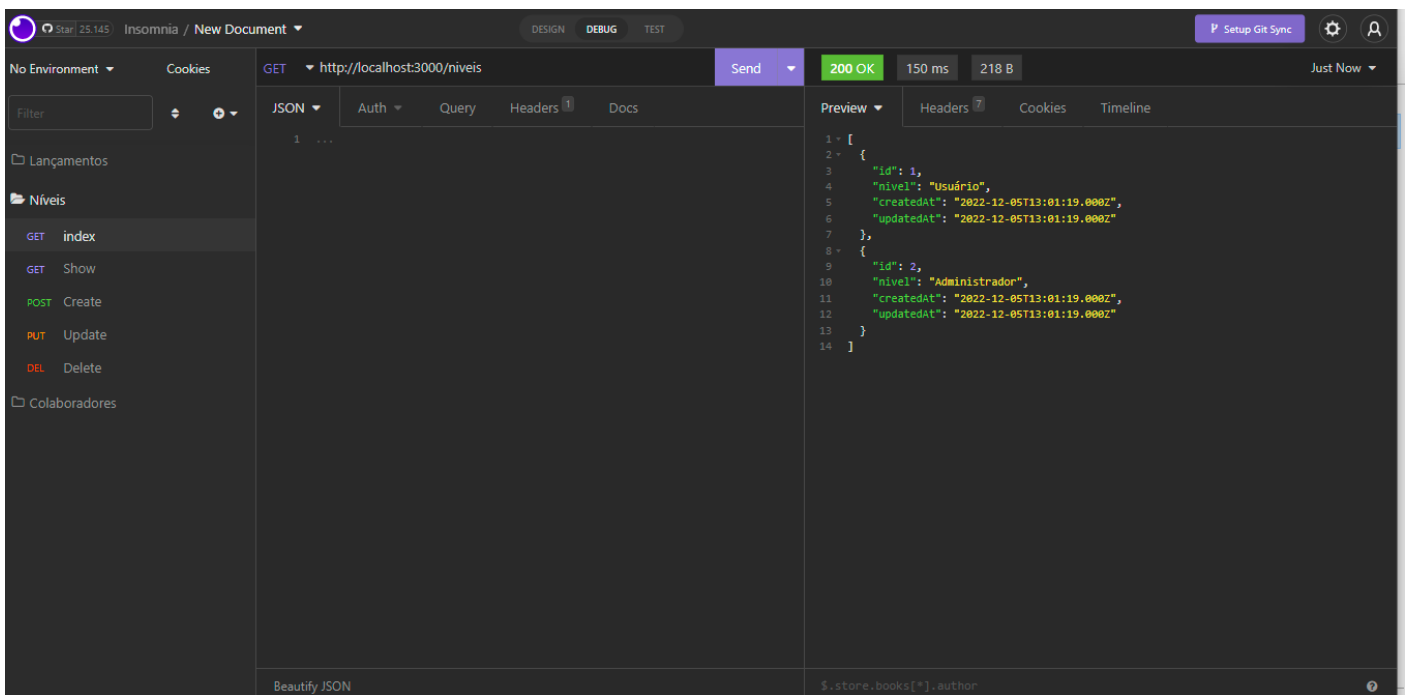 Star 25.145 Insomnia / New Document DESIGN DEBUG TEST Setup Git Sync
No Environment Cookies GET http://localhost:3000/niveis Send 200 OK 150 ms 218 B Just Now
Filter JSON Auth Query Headers 1 Docs Preview Headers 7 Cookies Timeline
1 ...
Lançamentos
Níveis
GET index
GET Show
POST Create
PUT Update
DEL Delete
Colaboradores
1 [
2 {
3 "id": 1,
4 "nivel": "Usuário",
5 "createdAt": "2022-12-05T13:01:19.000Z",
6 "updatedAt": "2022-12-05T13:01:19.000Z"
7 },
8 {
9 "id": 2,
10 "nivel": "Administrador",
11 "createdAt": "2022-12-05T13:01:19.000Z",
12 "updatedAt": "2022-12-05T13:01:19.000Z"
13 }
14 ]
Beautify JSON $.store.books[*].author